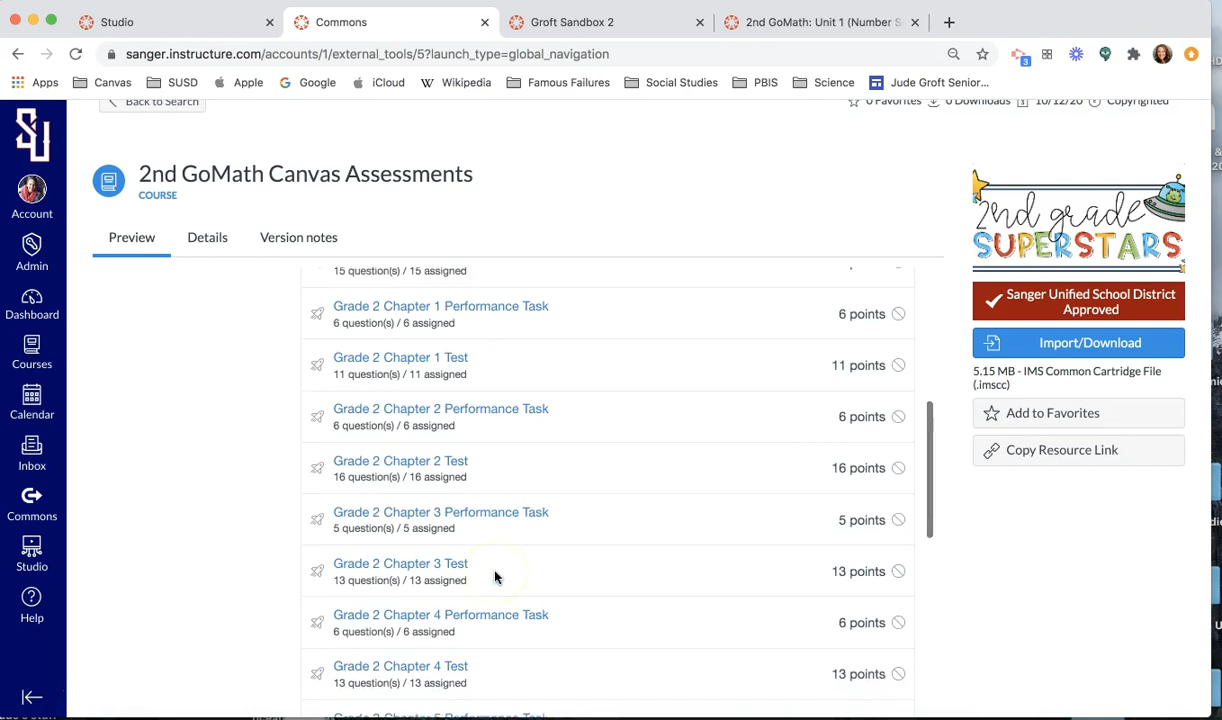 Studio
Commons
Groft Sandbox 2
2nd GoMath: Unit 1 (Number S
sanger.instructure.com/accounts/1/external_tools/5?launch_type=global_navigation
3
Apps
Canvas
SUSD
Apple
Google
iCloud
Wikipedia
Famous Failures
Social Studies
PBIS
Science
Jude Groft Senior...
Back to Search
0 Favorites
0 Downloads
10/12/20
Copyrighted
SU
Account
Admin
Dashboard
Courses
Calendar
Inbox
Commons
Studio
Help
2nd GoMath Canvas Assessments
COURSE
Preview
Details
Version notes
15 question(s) / 15 assigned
Grade 2 Chapter 1 Performance Task
6 question(s) / 6 assigned
6 points
Grade 2 Chapter 1 Test
11 question(s) / 11 assigned
11 points
Grade 2 Chapter 2 Performance Task
6 question(s) / 6 assigned
6 points
Grade 2 Chapter 2 Test
16 question(s) / 16 assigned
16 points
Grade 2 Chapter 3 Performance Task
5 question(s) / 5 assigned
5 points
Grade 2 Chapter 3 Test
13 question(s) / 13 assigned
13 points
Grade 2 Chapter 4 Performance Task
6 question(s) / 6 assigned
6 points
Grade 2 Chapter 4 Test
13 question(s) / 13 assigned
13 points
Grade 2 Chapter 5 Performance Task
2nd grade
SUPERSTARS
Sanger Unified School District
Approved
Import/Download
5.15 MB - IMS Common Cartridge File
(.imscc)
Add to Favorites
Copy Resource Link